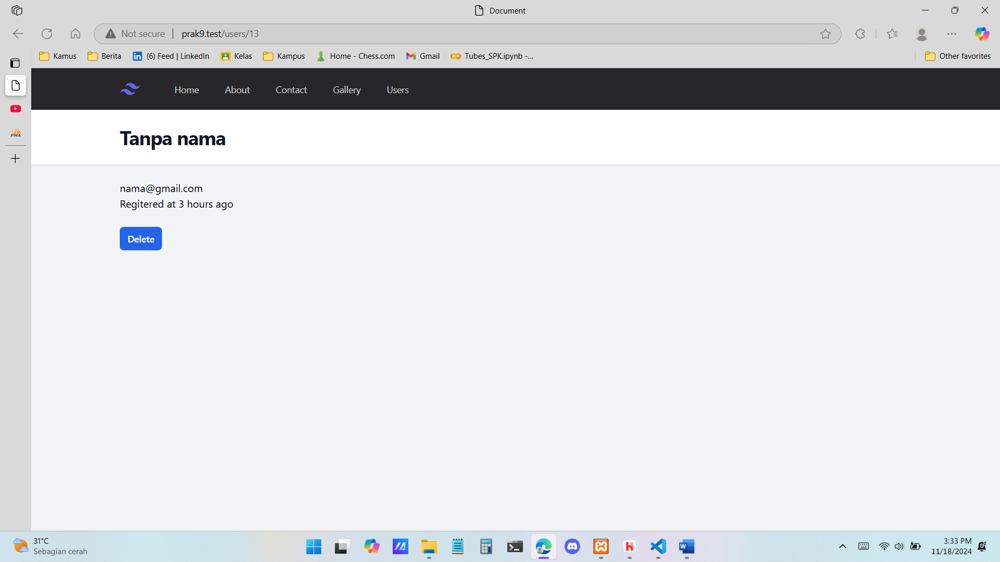 Document
Not secure prak9.test/users/13
Kamus Berita (6) Feed | LinkedIn Kelas Kampus Home - Chess.com Gmail Tubes_SPK.ipynb -... Other favorites
Home About Contact Gallery Users
PMA
Tanpa nama
nama@gmail.com
Regitered at 3 hours ago
Delete
31°C
Sebagian cerah
3:33 PM
11/18/2024